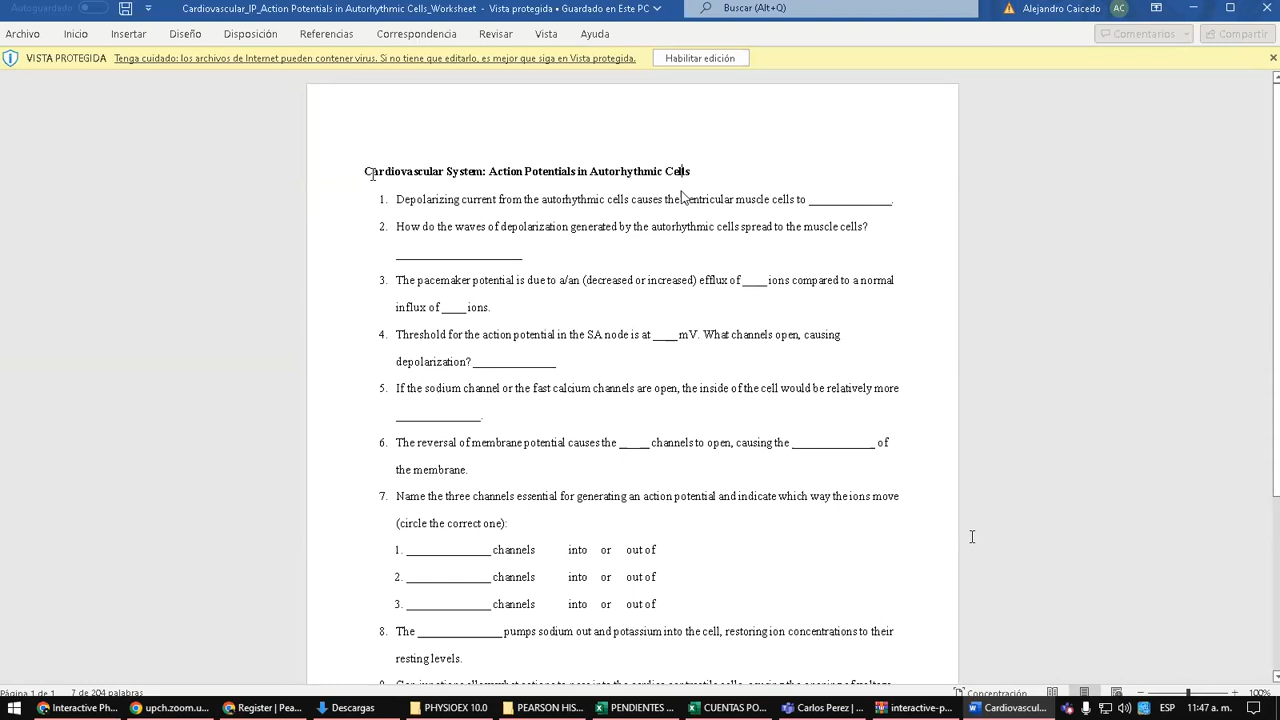 Autoguardado
Cardiovascular_IP_Action Potentials in Autorhythmic Cells_Worksheet - Vista protegida • Guardado en Este PC
Buscar (Alt+Q)
Alejandro Caicedo AC
Archivo Inicio Insertar Diseño Disposición Referencias Correspondencia Revisar Vista Ayuda Comentarios Compartir
VISTA PROTEGIDA Tenga cuidado: los archivos de Internet pueden contener virus. Si no tiene que editarlo, es mejor que siga en Vista protegida. Habilitar edición
Cardiovascular System: Action Potentials in Autorhythmic Cells
1. Depolarizing current from the autorhythmic cells causes the ventricular muscle cells to ______________.
2. How do the waves of depolarization generated by the autorhythmic cells spread to the muscle cells?
_____________________
3. The pacemaker potential is due to a/an (decreased or increased) efflux of ____ ions compared to a normal
influx of ____ ions.
4. Threshold for the action potential in the SA node is at ____ mV. What channels open, causing
depolarization? ______________
5. If the sodium channel or the fast calcium channels are open, the inside of the cell would be relatively more
______________.
6. The reversal of membrane potential causes the _____ channels to open, causing the ______________ of
the membrane.
7. Name the three channels essential for generating an action potential and indicate which way the ions move
(circle the correct one):
1. ______________ channels into or out of
2. ______________ channels into or out of
3. ______________ channels into or out of
8. The ______________ pumps sodium out and potassium into the cell, restoring ion concentrations to their
resting levels.
Página 1 de 1 7 de 204 palabras Concentración 100%
Interactive Ph... upch.zoom.u... Register | Pea... Descargas PHYSIOEX 10.0 PEARSON HIS... PENDIENTES ... CUENTAS PO... Carlos Perez | ... interactive-p... Cardiovascul... ESP 11:47 a. m.